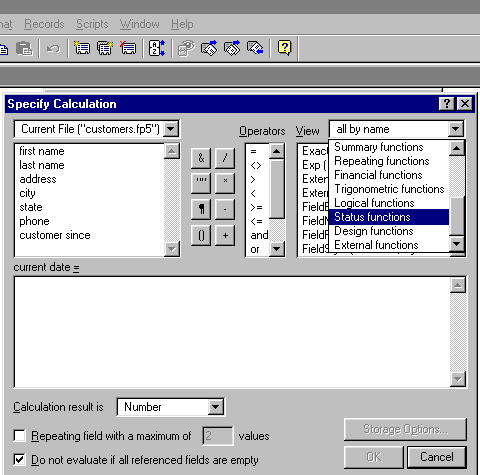 mat Records Scripts Window Help
Specify Calculation
Current File ("customers.fp5")
Operators
View
all by name
first name
last name
address
city
state
phone
customer since
& /
"" *
¶ -
() +
=
<>
>
<
>=
<=
and
or
Exact
Exp (
Exter
Exter
FieldB
FieldN
FieldR
Summary functions
Repeating functions
Financial functions
Trigonometric functions
Logical functions
Status functions
Design functions
External functions
current date =
Calculation result is
Number
Repeating field with a maximum of 2 values
Do not evaluate if all referenced fields are empty
Storage Options...
OK
Cancel